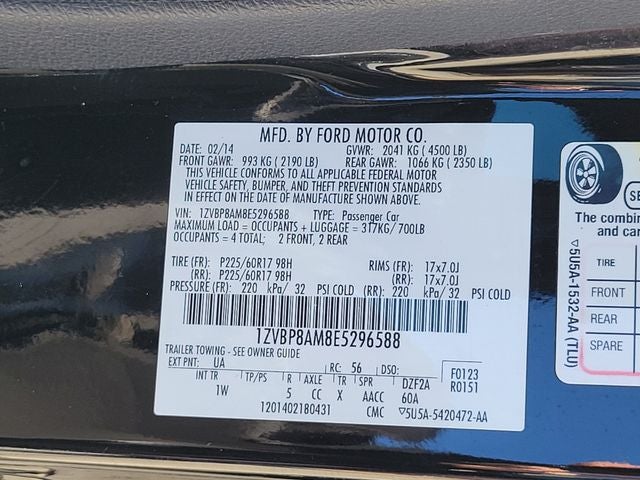 MFD. BY FORD MOTOR CO.
DATE: 02/14 GVWR: 2041 KG ( 4500 LB)
FRONT GAWR: 993 KG ( 2190 LB) REAR GAWR: 1066 KG ( 2350 LB)
THIS VEHICLE CONFORMS TO ALL APPLICABLE FEDERAL MOTOR
VEHICLE SAFETY, BUMPER, AND THEFT PREVENTION STANDARDS
IN EFFECT ON THE DATE OF MANUFACTURE SHOWN ABOVE.
VIN: 1ZVBP8AM8E5296588 TYPE: Passenger Car
MAXIMUM LOAD = OCCUPANTS + LUGGAGE = 317KG/700LB
OCCUPANTS = 4 TOTAL; 2 FRONT, 2 REAR
TIRE (FR): P225/60R17 98H RIMS (FR): 17x7.0J
(RR): P225/60R17 98H (RR): 17x7.0J
PRESSURE (FR): 220 kPa/ 32 PSI COLD (RR): 220 kPa/ 32 PSI COLD
1ZVBP8AM8E5296588
TRAILER TOWING - SEE OWNER GUIDE
EXT PNT: UA RC: 56 DSO: F0123
R0151
INT TR TP/PS R AXLE TR SPR DZF2A
1W 5 CC X AACC 60A
1201402180431 CMC ▽5U5A-5420472-AA
SE
The combin
and carg
TIRE
FRONT
REAR
SPARE
▽5U5A-1532-AA (TLU)